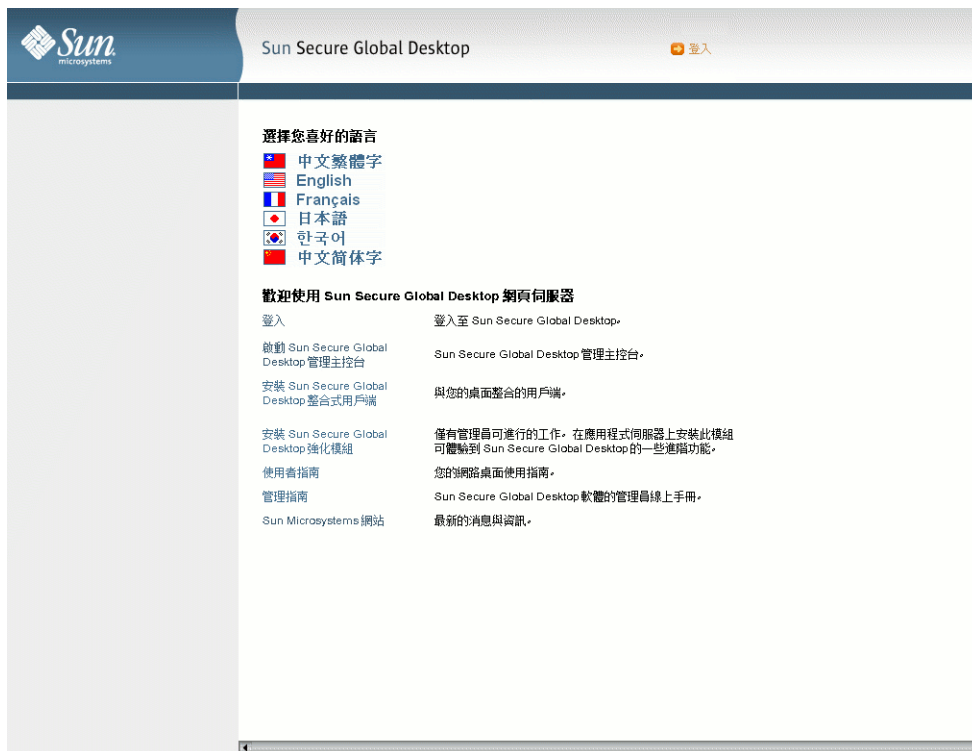 Sun
microsystems
Sun Secure Global Desktop
登入
選擇您喜好的語言
中文繁體字
English
Français
日本語
한국어
中文简体字
歡迎使用 Sun Secure Global Desktop 網頁伺服器
登入
登入至 Sun Secure Global Desktop。
啟動 Sun Secure Global
Desktop 管理主控台
Sun Secure Global Desktop 管理主控台。
安裝 Sun Secure Global
Desktop 整合式用戶端
與您的桌面整合的用戶端。
安裝 Sun Secure Global
Desktop 強化模組
僅有管理員可進行的工作。在應用程式伺服器上安裝此模組
可體驗到 Sun Secure Global Desktop 的一些進階功能。
使用者指南
您的網路桌面使用指南。
管理指南
Sun Secure Global Desktop 軟體的管理員線上手冊。
Sun Microsystems 網站
最新的消息與資訊。